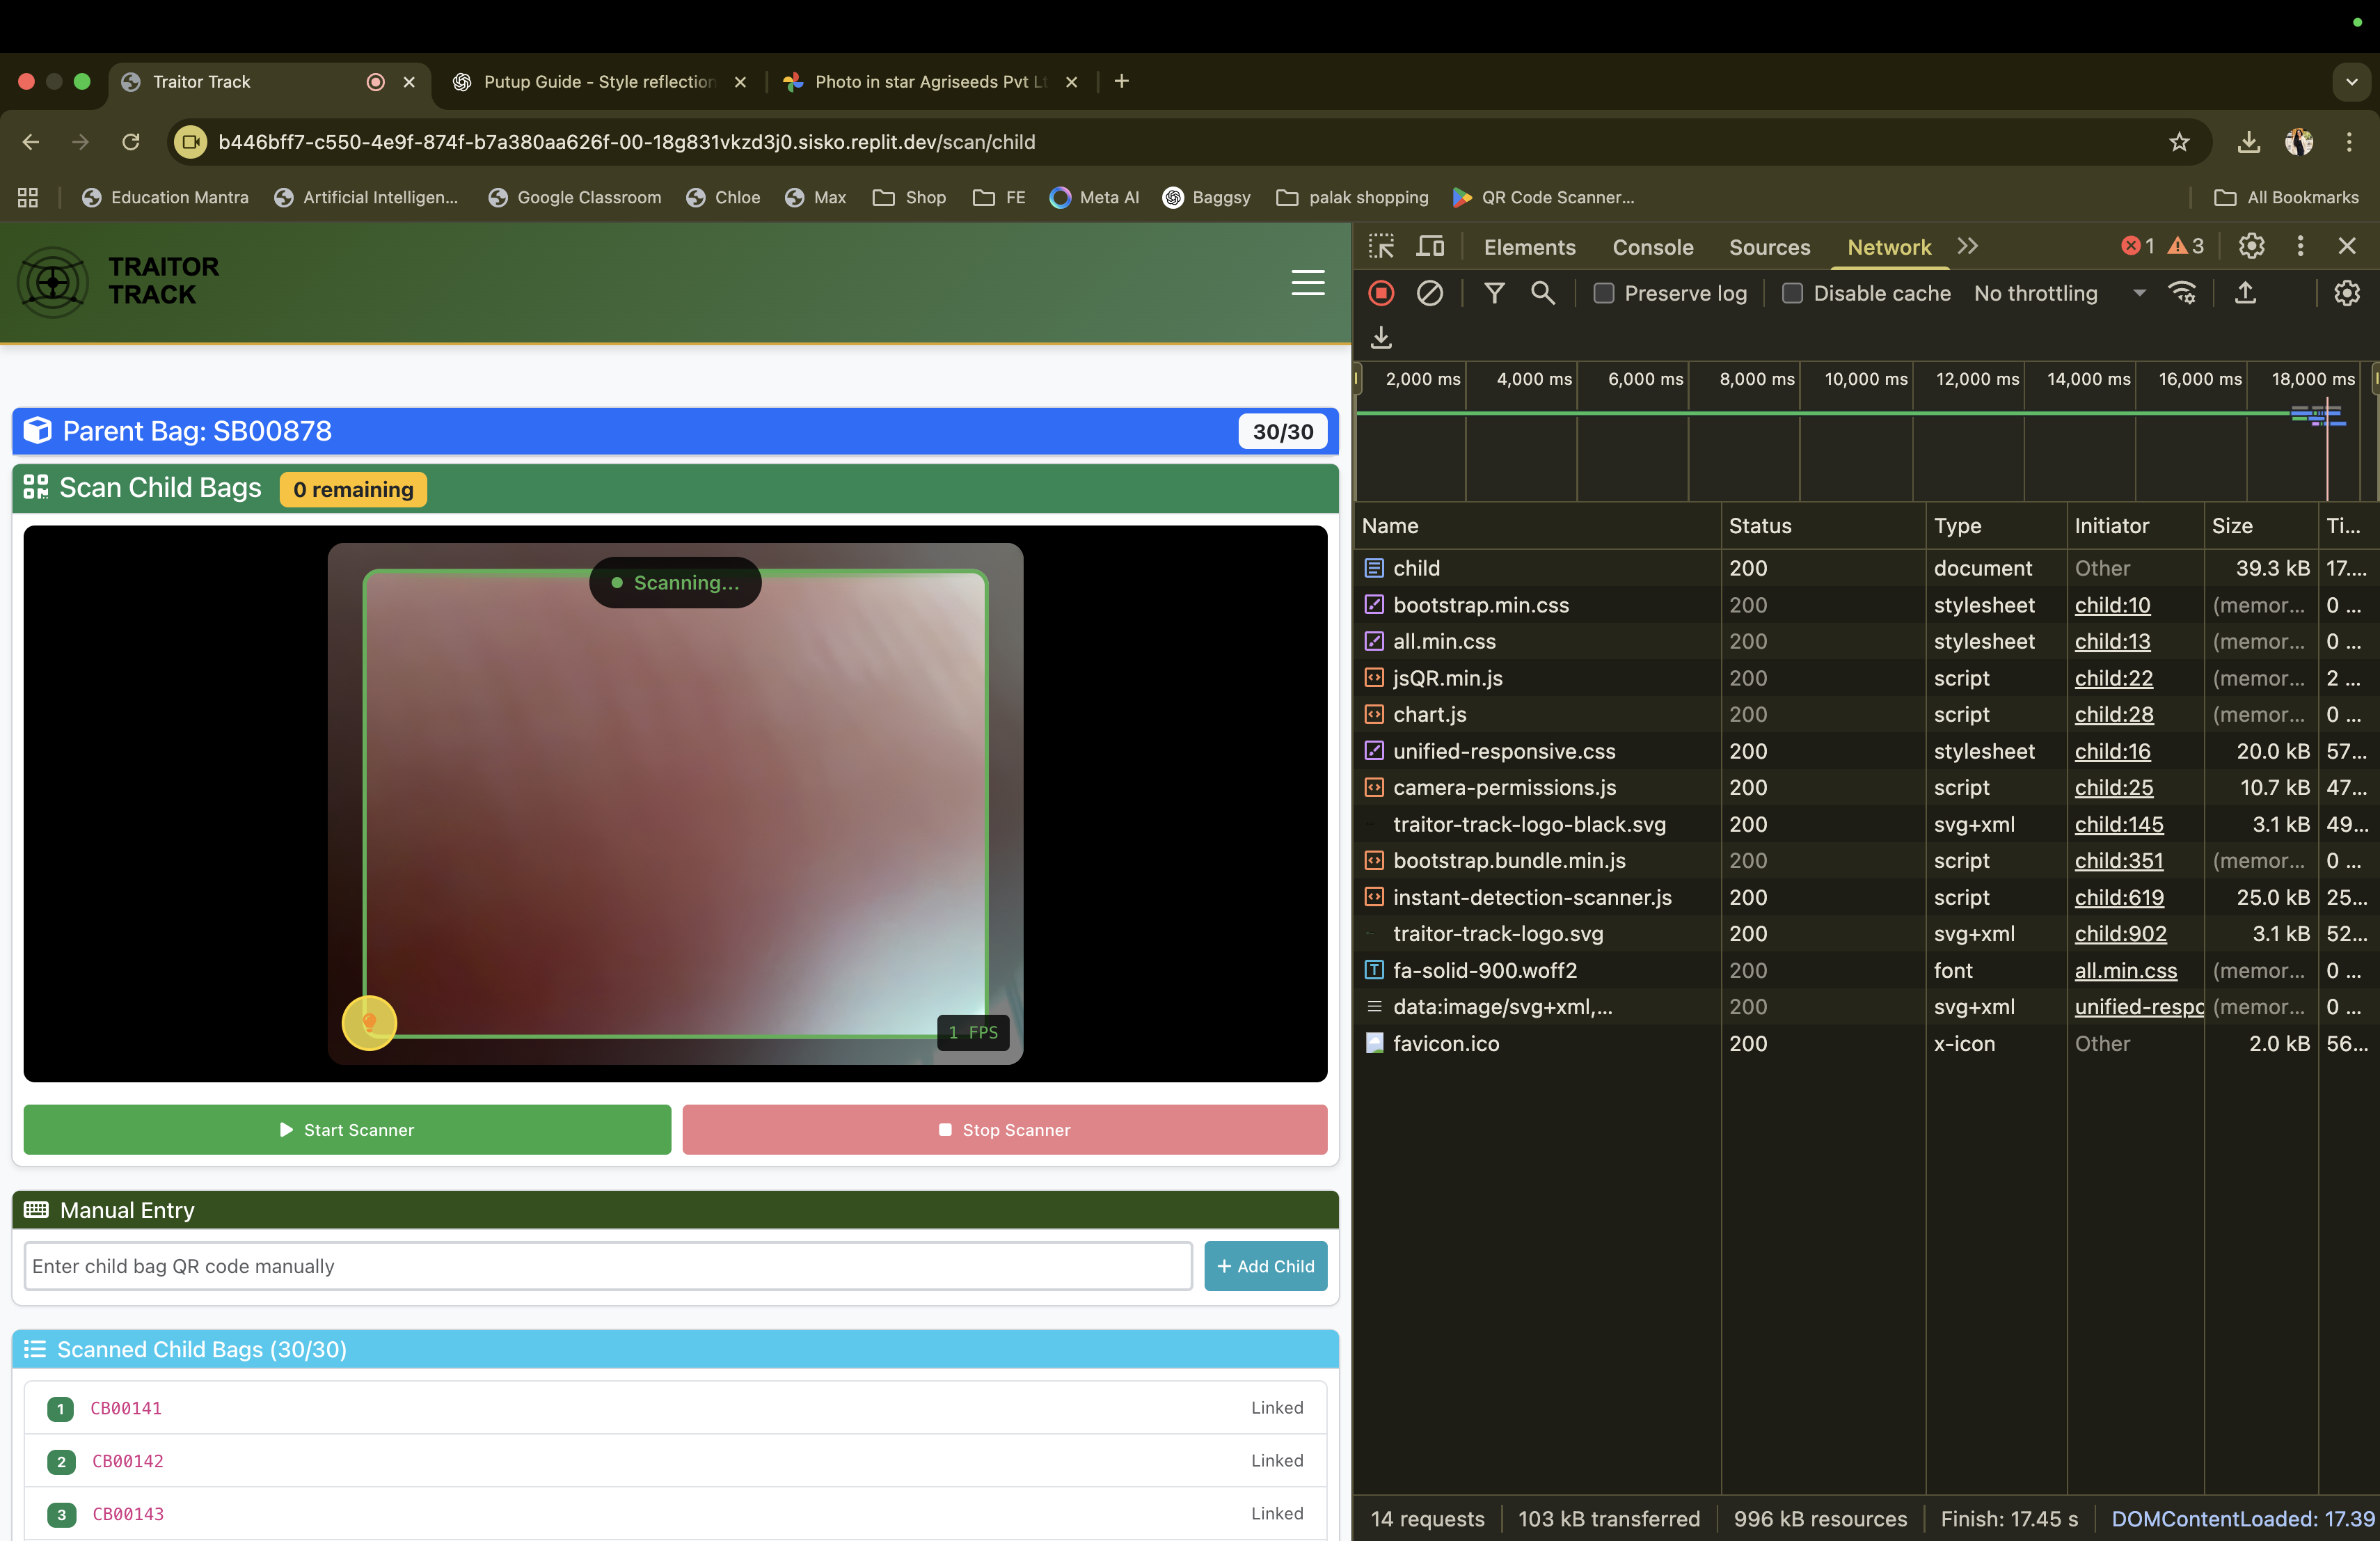 Traitor Track
Putup Guide - Style reflection
Photo in star Agriseeds Pvt Lt
b446bff7-c550-4e9f-874f-b7a380aa626f-00-18g831vkzd3j0.sisko.replit.dev/scan/child
Education Mantra
Artificial Intelligen...
Google Classroom
Chloe
Max
Shop
FE
Meta AI
Baggsy
palak shopping
QR Code Scanner...
All Bookmarks
TRAITOR
TRACK
Parent Bag: SB00878
30/30
Scan Child Bags
0 remaining
Scanning...
1 FPS
Start Scanner
Stop Scanner
Manual Entry
Enter child bag QR code manually
+ Add Child
Scanned Child Bags (30/30)
1 CB00141 Linked
2 CB00142 Linked
3 CB00143 Linked
Elements Console Sources Network 1 3
Preserve log Disable cache No throttling
2,000 ms 4,000 ms 6,000 ms 8,000 ms 10,000 ms 12,000 ms 14,000 ms 16,000 ms 18,000 ms
Name Status Type Initiator Size Ti...
child 200 document Other 39.3 kB 17....
bootstrap.min.css 200 stylesheet child:10 (memor... 0 ...
all.min.css 200 stylesheet child:13 (memor... 0 ...
jsQR.min.js 200 script child:22 (memor... 2 ...
chart.js 200 script child:28 (memor... 0 ...
unified-responsive.css 200 stylesheet child:16 20.0 kB 57...
camera-permissions.js 200 script child:25 10.7 kB 47...
traitor-track-logo-black.svg 200 svg+xml child:145 3.1 kB 49...
bootstrap.bundle.min.js 200 script child:351 (memor... 0 ...
instant-detection-scanner.js 200 script child:619 25.0 kB 25...
traitor-track-logo.svg 200 svg+xml child:902 3.1 kB 52...
fa-solid-900.woff2 200 font all.min.css (memor... 0 ...
data:image/svg+xml,... 200 svg+xml unified-respo (memor... 0 ...
favicon.ico 200 x-icon Other 2.0 kB 56...
14 requests 103 kB transferred 996 kB resources Finish: 17.45 s DOMContentLoaded: 17.39